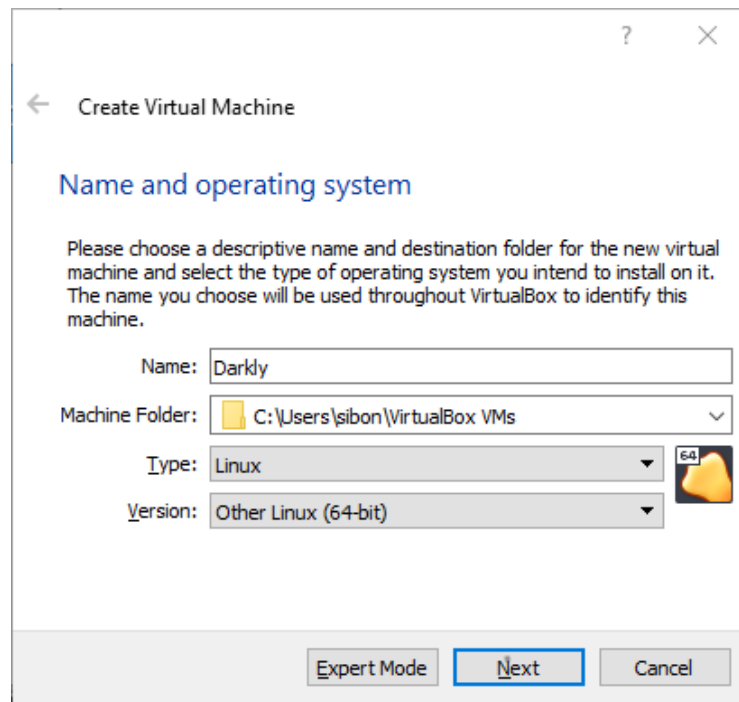 ?
Create Virtual Machine
Name and operating system
Please choose a descriptive name and destination folder for the new virtual
machine and select the type of operating system you intend to install on it.
The name you choose will be used throughout VirtualBox to identify this
machine.
Name: Darkly
Machine Folder: C:\Users\sibon\VirtualBox VMs
Type: Linux
64
Version: Other Linux (64-bit)
Expert Mode Next Cancel